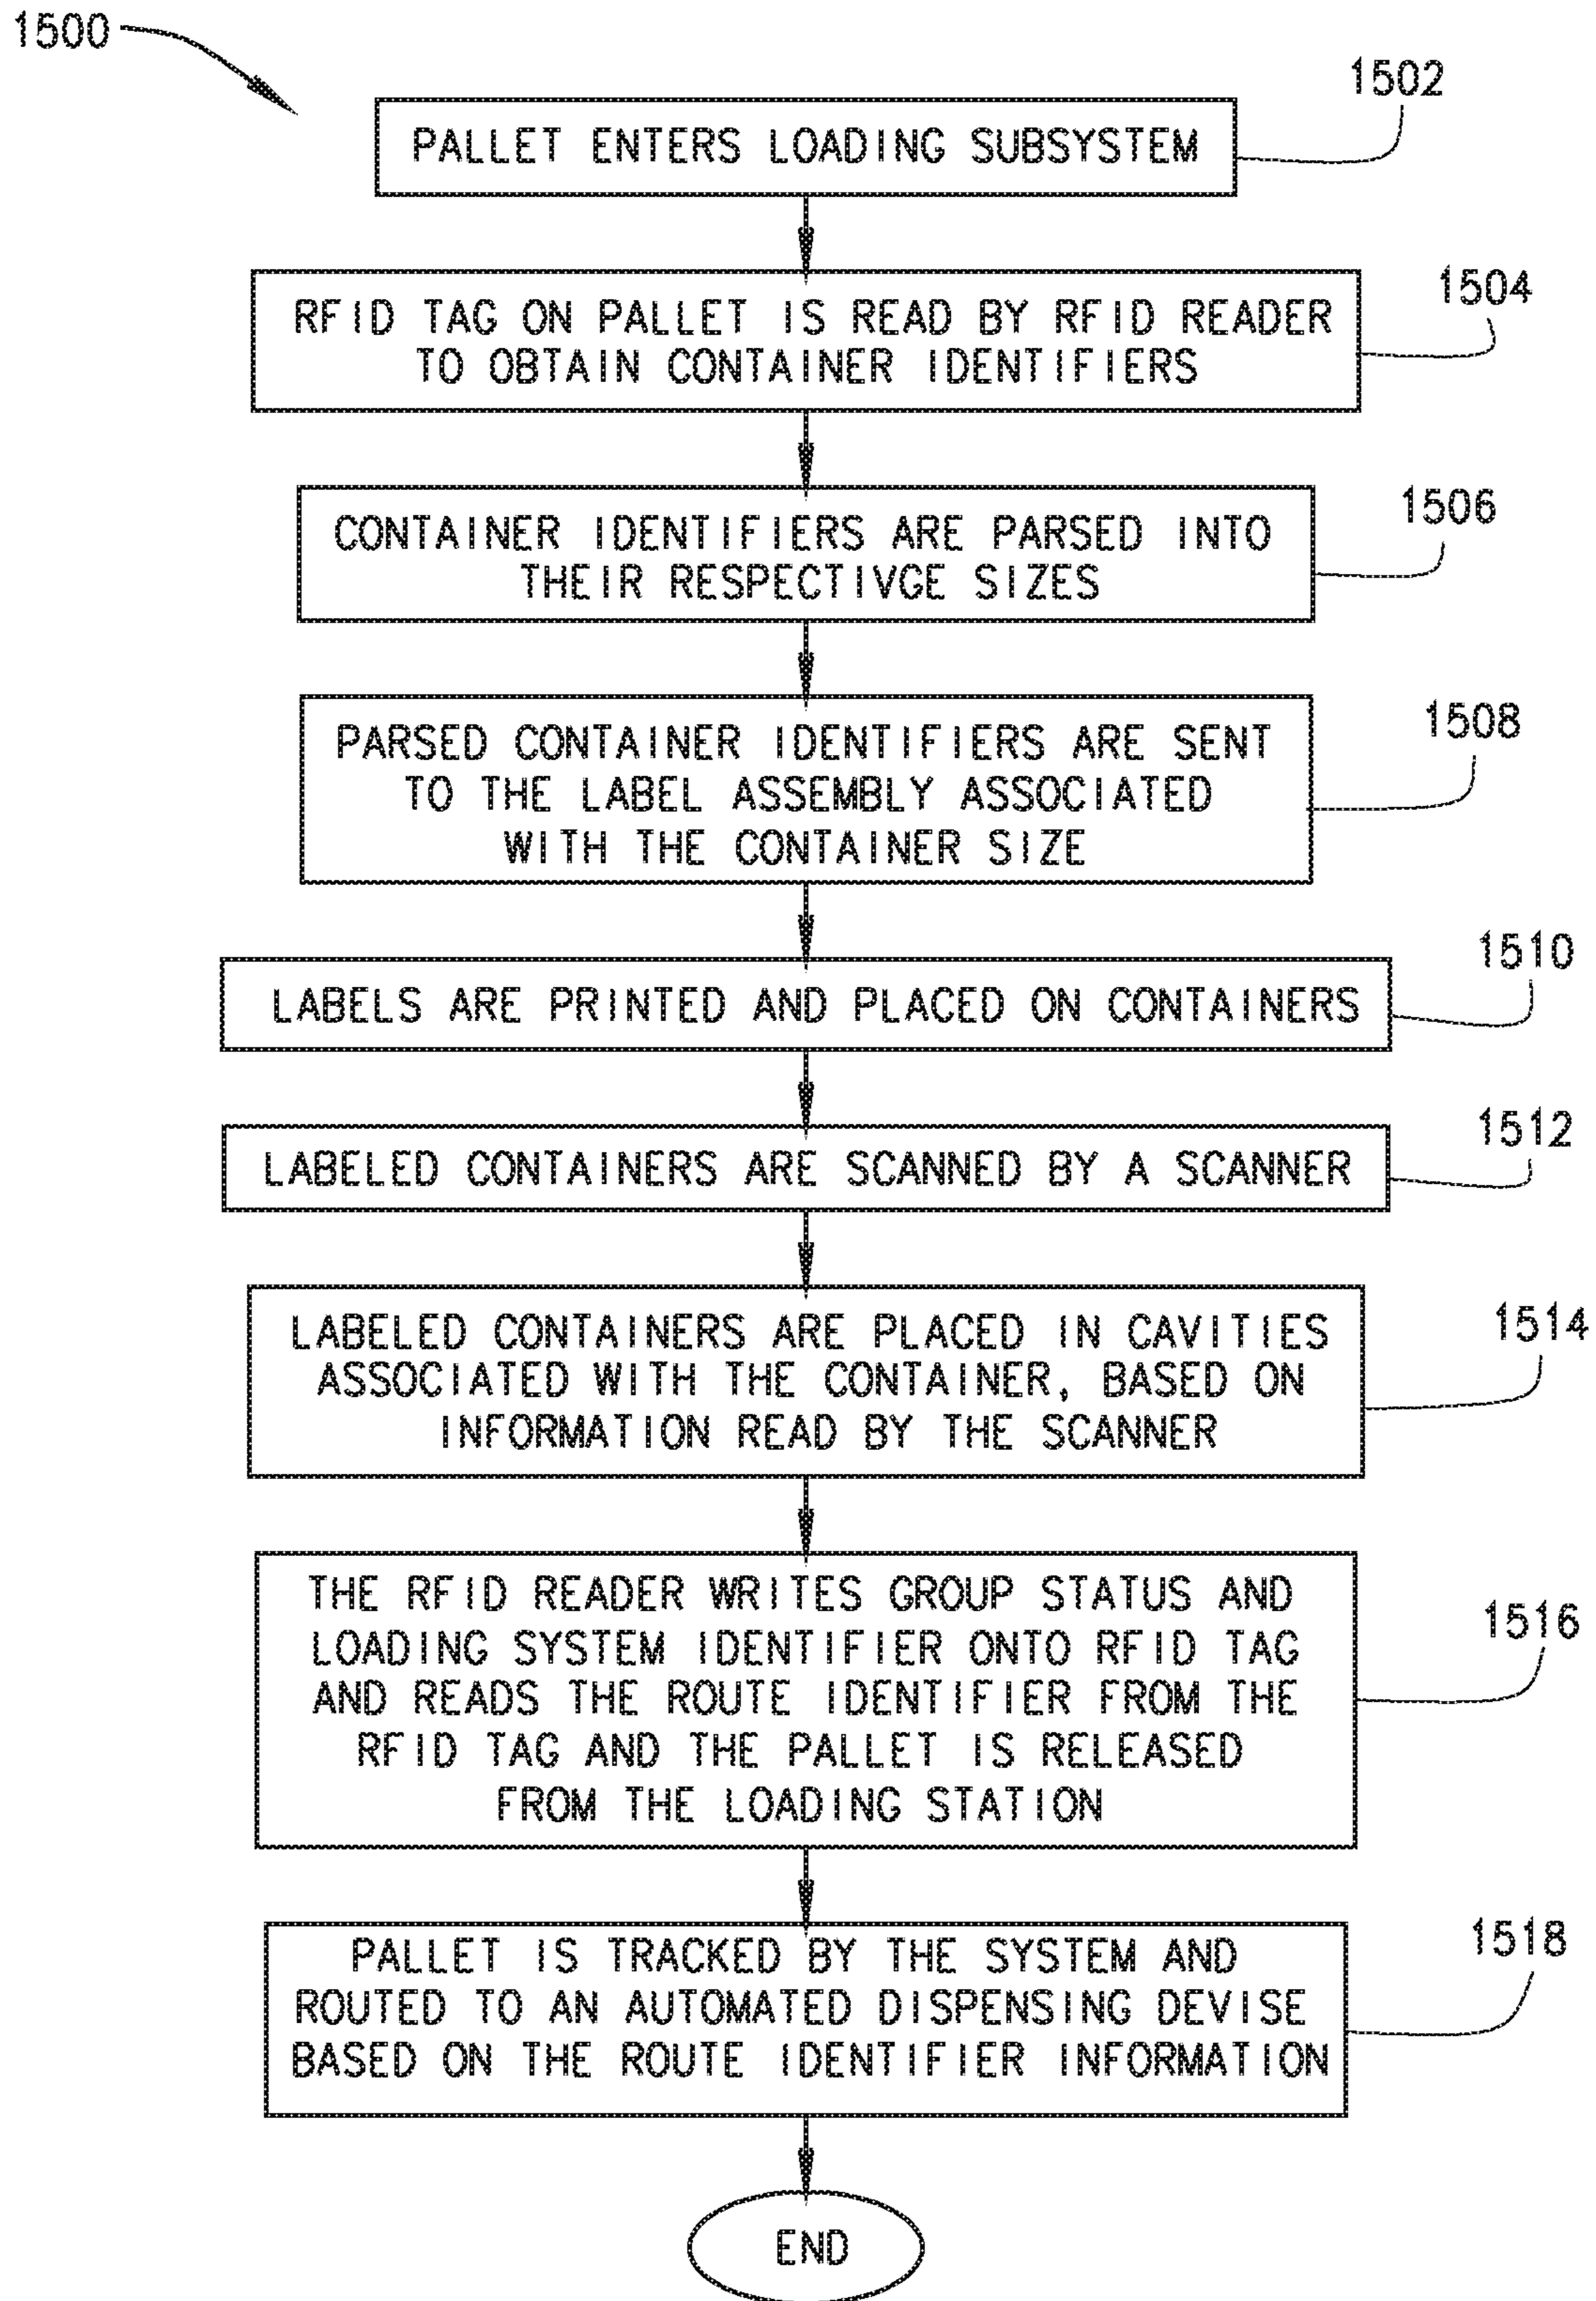 1500
1502
PALLET ENTERS LOADING SUBSYSTEM
1504
RFID TAG ON PALLET IS READ BY RFID READER
TO OBTAIN CONTAINER IDENTIFIERS
1506
CONTAINER IDENTIFIERS ARE PARSED INTO
THEIR RESPECTIVGE SIZES
1508
PARSED CONTAINER IDENTIFIERS ARE SENT
TO THE LABEL ASSEMBLY ASSOCIATED
WITH THE CONTAINER SIZE
1510
LABELS ARE PRINTED AND PLACED ON CONTAINERS
1512
LABELED CONTAINERS ARE SCANNED BY A SCANNER
1514
LABELED CONTAINERS ARE PLACED IN CAVITIES
ASSOCIATED WITH THE CONTAINER, BASED ON
INFORMATION READ BY THE SCANNER
1516
THE RFID READER WRITES GROUP STATUS AND
LOADING SYSTEM IDENTIFIER ONTO RFID TAG
AND READS THE ROUTE IDENTIFIER FROM THE
RFID TAG AND THE PALLET IS RELEASED
FROM THE LOADING STATION
1518
PALLET IS TRACKED BY THE SYSTEM AND
ROUTED TO AN AUTOMATED DISPENSING DEVISE
BASED ON THE ROUTE IDENTIFIER INFORMATION
END